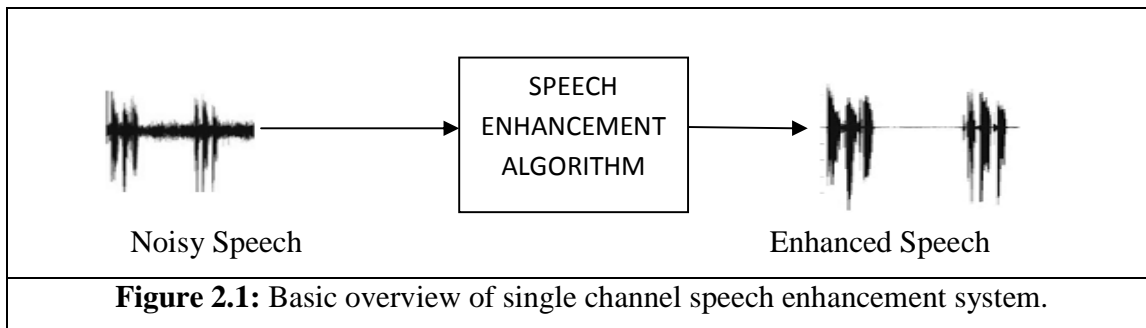 SPEECH
ENHANCEMENT
ALGORITHM
Noisy Speech
Enhanced Speech
Figure 2.1: Basic overview of single channel speech enhancement system.